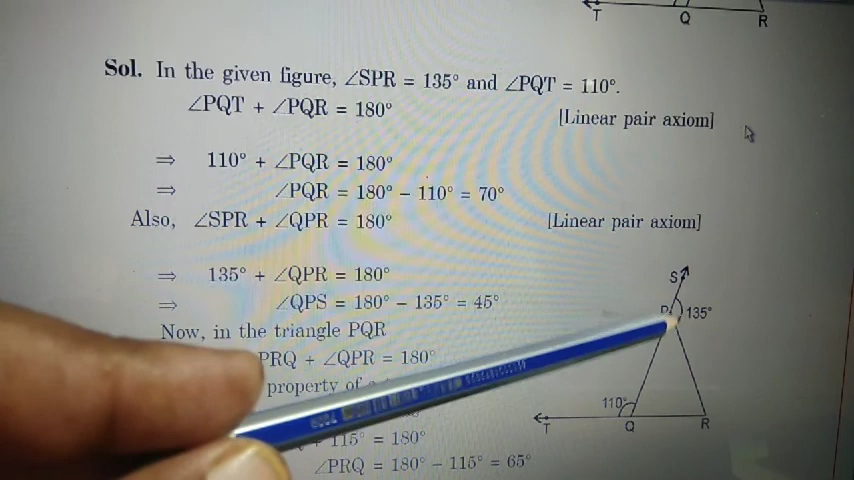 T Q R
Sol. In the given figure, ∠SPR = 135° and ∠PQT = 110°.
∠PQT + ∠PQR = 180° [Linear pair axiom]
⇒ 110° + ∠PQR = 180°
⇒ ∠PQR = 180° – 110° = 70°
Also, ∠SPR + ∠QPR = 180° [Linear pair axiom]
⇒ 135° + ∠QPR = 180°
⇒ ∠QPS = 180° – 135° = 45°
Now, in the triangle PQR
PRQ + ∠QPR = 180°
property of
+ 115° = 180°
∠PRQ = 180° – 115° = 65°
S
P 135°
110°
T Q R